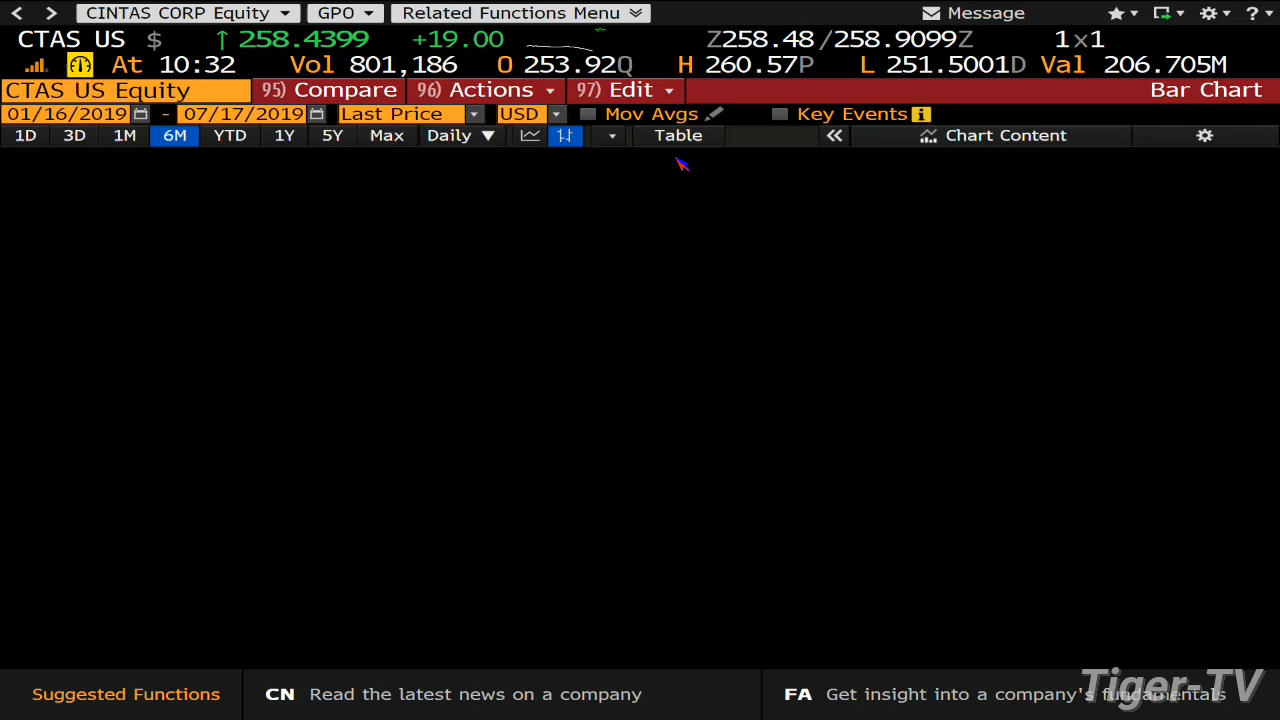 CINTAS CORP Equity GPO Related Functions Menu Message ?
CTAS US $ ↑ 258.4399 +19.00 Z258.48 /258.9099Z 1x1
At 10:32 Vol 801,186 O 253.92Q H 260.57P L 251.5001D Val 206.705M
CTAS US Equity 95) Compare 96) Actions 97) Edit Bar Chart
01/16/2019 - 07/17/2019 Last Price USD Mov Avgs Key Events i
1D 3D 1M 6M YTD 1Y 5Y Max Daily ▼ Table « Chart Content
Suggested Functions CN Read the latest news on a company FA Get insight into a company's fundamentals
Tiger-TV